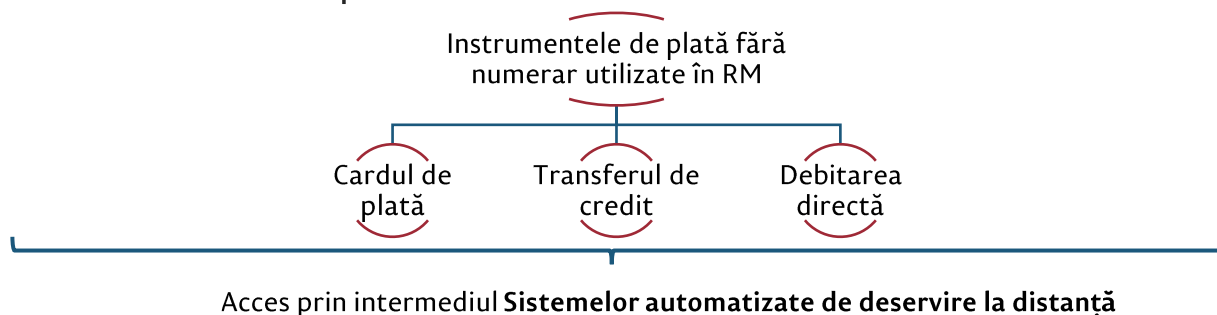 Instrumentele de plată fără
numerar utilizate în RM
Cardul de
plată
Transferul de
credit
Debitarea
directă
Acces prin intermediul Sistemelor automatizate de deservire la distanță